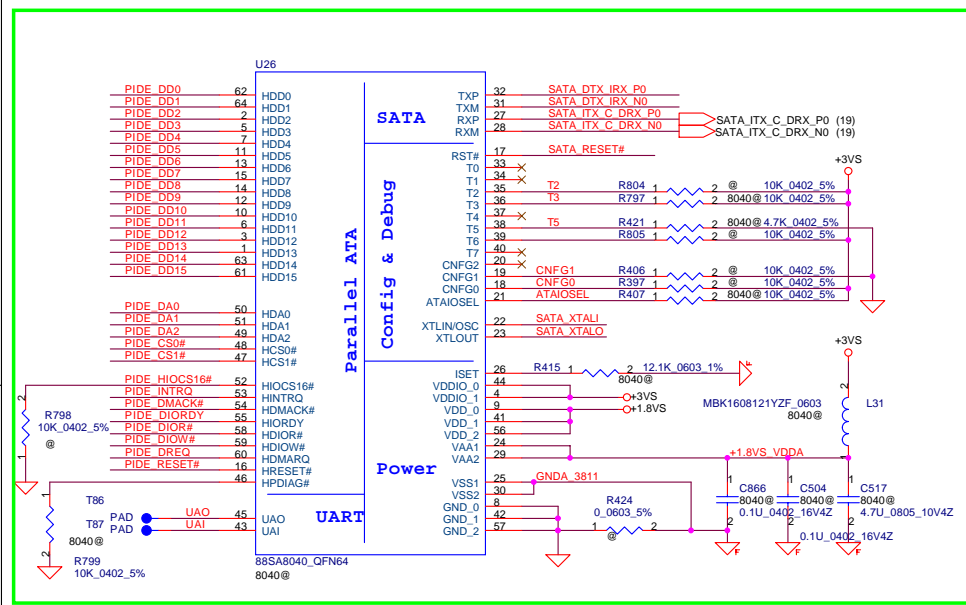 U26
PIDE_DD0 62 HDD0
PIDE_DD1 64 HDD1
PIDE_DD2 2 HDD2
PIDE_DD3 5 HDD3
PIDE_DD4 7 HDD4
PIDE_DD5 11 HDD5
PIDE_DD6 13 HDD6
PIDE_DD7 15 HDD7
PIDE_DD8 14 HDD8
PIDE_DD9 12 HDD9
PIDE_DD10 10 HDD10
PIDE_DD11 6 HDD11
PIDE_DD12 3 HDD12
PIDE_DD13 1 HDD13
PIDE_DD14 63 HDD14
PIDE_DD15 61 HDD15
PIDE_DA0 50 HDA0
PIDE_DA1 51 HDA1
PIDE_DA2 49 HDA2
PIDE_CS0# 48 HCS0#
PIDE_CS1# 47 HCS1#
PIDE_HIOCS16# 52 HIOCS16#
PIDE_INTRQ 53 HINTRQ
PIDE_DMACK# 54 HDMACK#
PIDE_DIORDY 55 HIORDY
PIDE_DIOR# 58 HDIOR#
PIDE_DIOW# 59 HDIOW#
PIDE_DREQ 60 HDMARQ
PIDE_RESET# 16 HRESET#
46 HPDIAG#
UAO 45 UAO
UAI 43 UAI
2 R798 10K_0402_5% @ 1
T86 PAD
T87 PAD
1 8040@ 2
R799
10K_0402_5%
Parallel ATA
SATA
Config & Debug
Power
UART
88SA8040_QFN64
8040@
TXP 32 SATA_DTX_IRX_P0
TXM 31 SATA_DTX_IRX_N0
RXP 27 SATA_ITX_C_DRX_P0 SATA_ITX_C_DRX_P0 (19)
RXM 28 SATA_ITX_C_DRX_N0 SATA_ITX_C_DRX_N0 (19)
RST# 17 SATA_RESET#
T0 33
T1 34
T2 35 T2 R804 1 2 @ 10K_0402_5%
T3 36 T3 R797 1 2 8040@ 10K_0402_5%
T4 37
T5 38 T5 R421 1 2 8040@ 4.7K_0402_5%
T6 39 R805 1 2 @ 10K_0402_5%
T7 40
CNFG2 20
CNFG1 19 CNFG1 R406 1 2 @ 10K_0402_5%
CNFG0 18 CNFG0 R397 1 2 @ 10K_0402_5%
ATAIOSEL 21 ATAIOSEL R407 1 2 8040@ 10K_0402_5%
+3VS
XTLIN/OSC 22 SATA_XTALI
XTLOUT 23 SATA_XTALO
ISET 26 R415 1 2 12.1K_0603_1% 8040@ F
VDDIO_0 44
VDDIO_1 4 +3VS
VDD_0 9 +1.8VS
VDD_1 41
VDD_2 56
VAA1 24
VAA2 29 +1.8VS_VDDA
VSS1 25 GNDA_3811
VSS2 30
GND_0 8
GND_1 42
GND_2 57
R424
0_0603_5%
1 2
@
+3VS
2
MBK1608121YZF_0603 L31
8040@
1
1 C866 8040@ 0.1U_0402_16V4Z 2 F
1 C504 8040@ 0.1U_0402_16V4Z 2 F
1 C517 8040@ 4.7U_0805_10V4Z 2 F